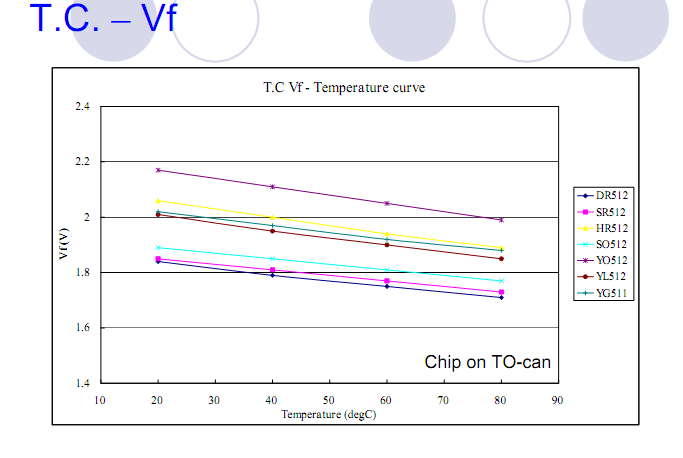 T.C. – Vf
T.C Vf - Temperature curve
2.4
2.2
2
1.8
1.6
1.4
Vf(V)
10 20 30 40 50 60 70 80 90
Temperature (degC)
Chip on TO-can
DR512
SR512
HR512
SO512
YO512
YL512
YG511